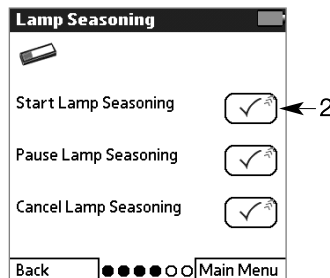 Lamp Seasoning
Start Lamp Seasoning
2
Pause Lamp Seasoning
Cancel Lamp Seasoning
Back Main Menu